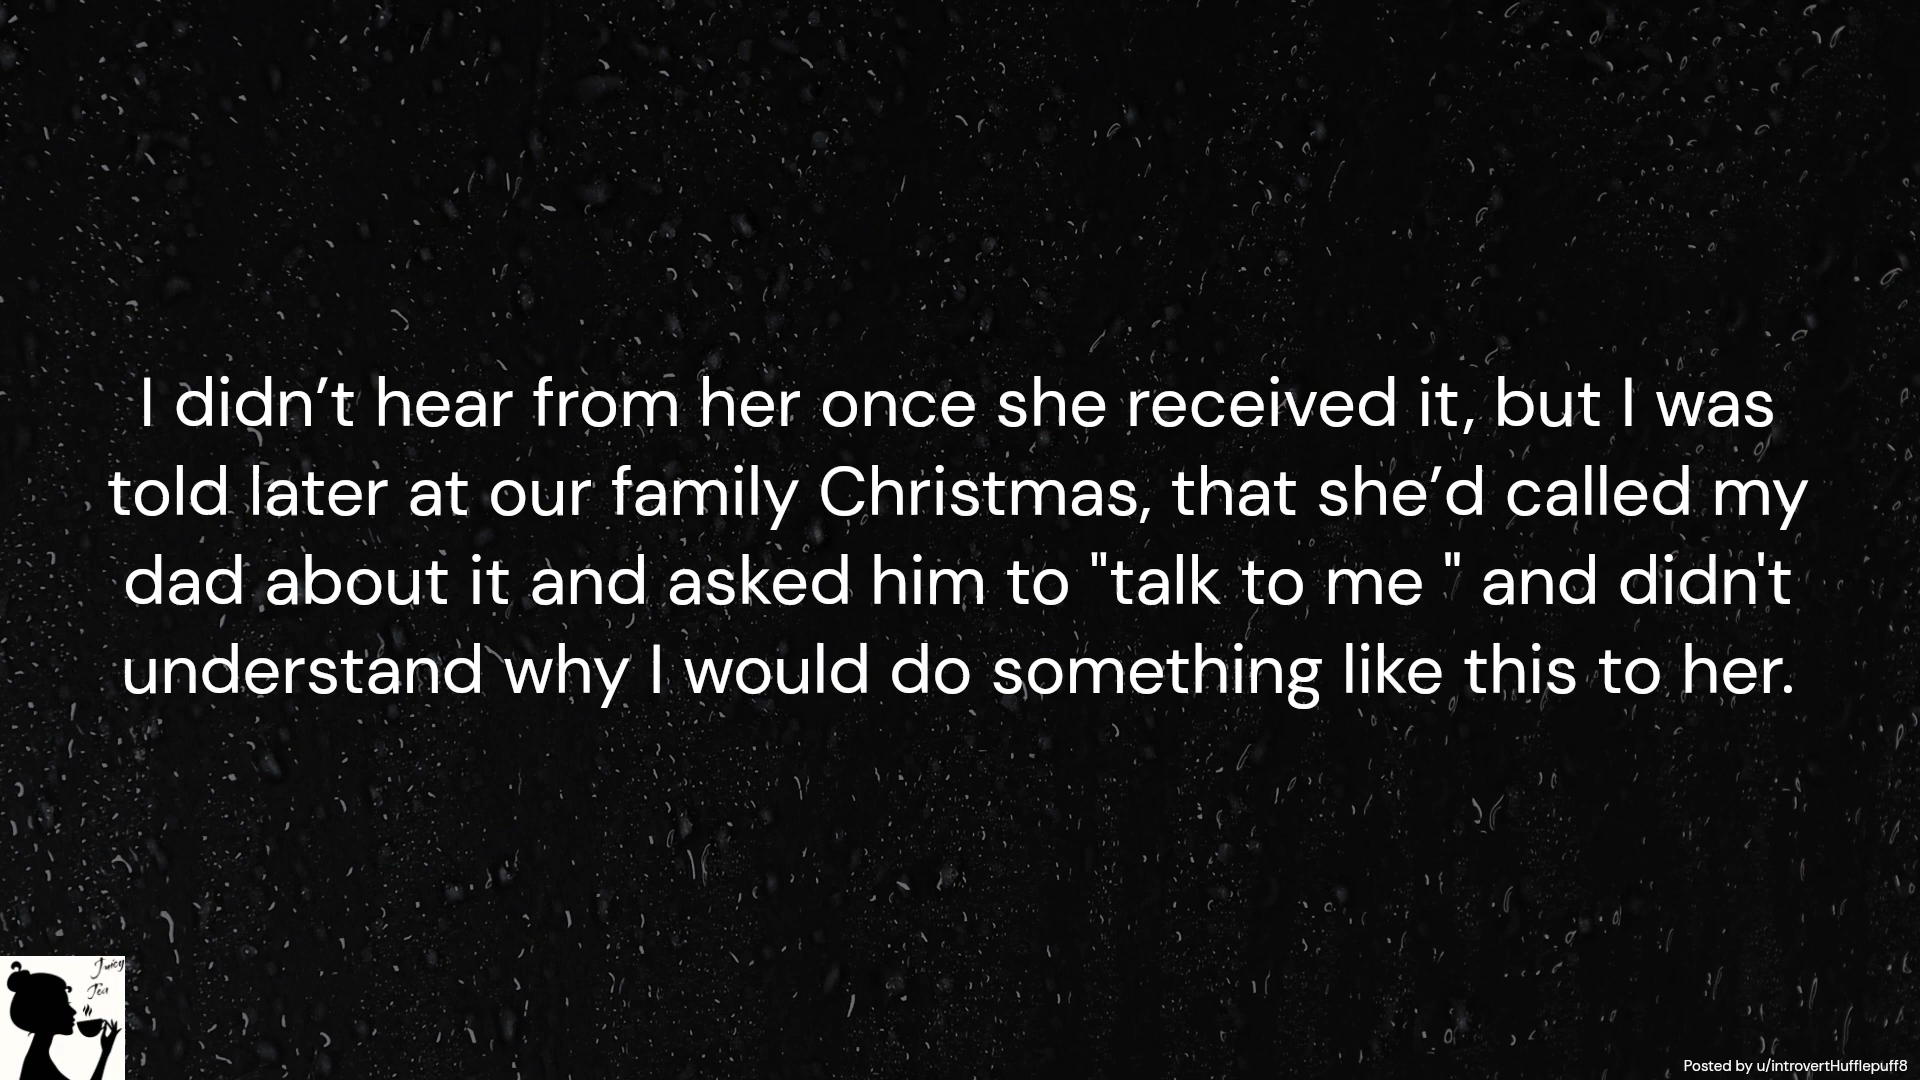 I didn’t hear from her once she received it, but I was
told later at our family Christmas, that she’d called my
dad about it and asked him to "talk to me " and didn't
understand why I would do something like this to her.
Juicy
Tea
Posted by u/introvertHufflepuff8